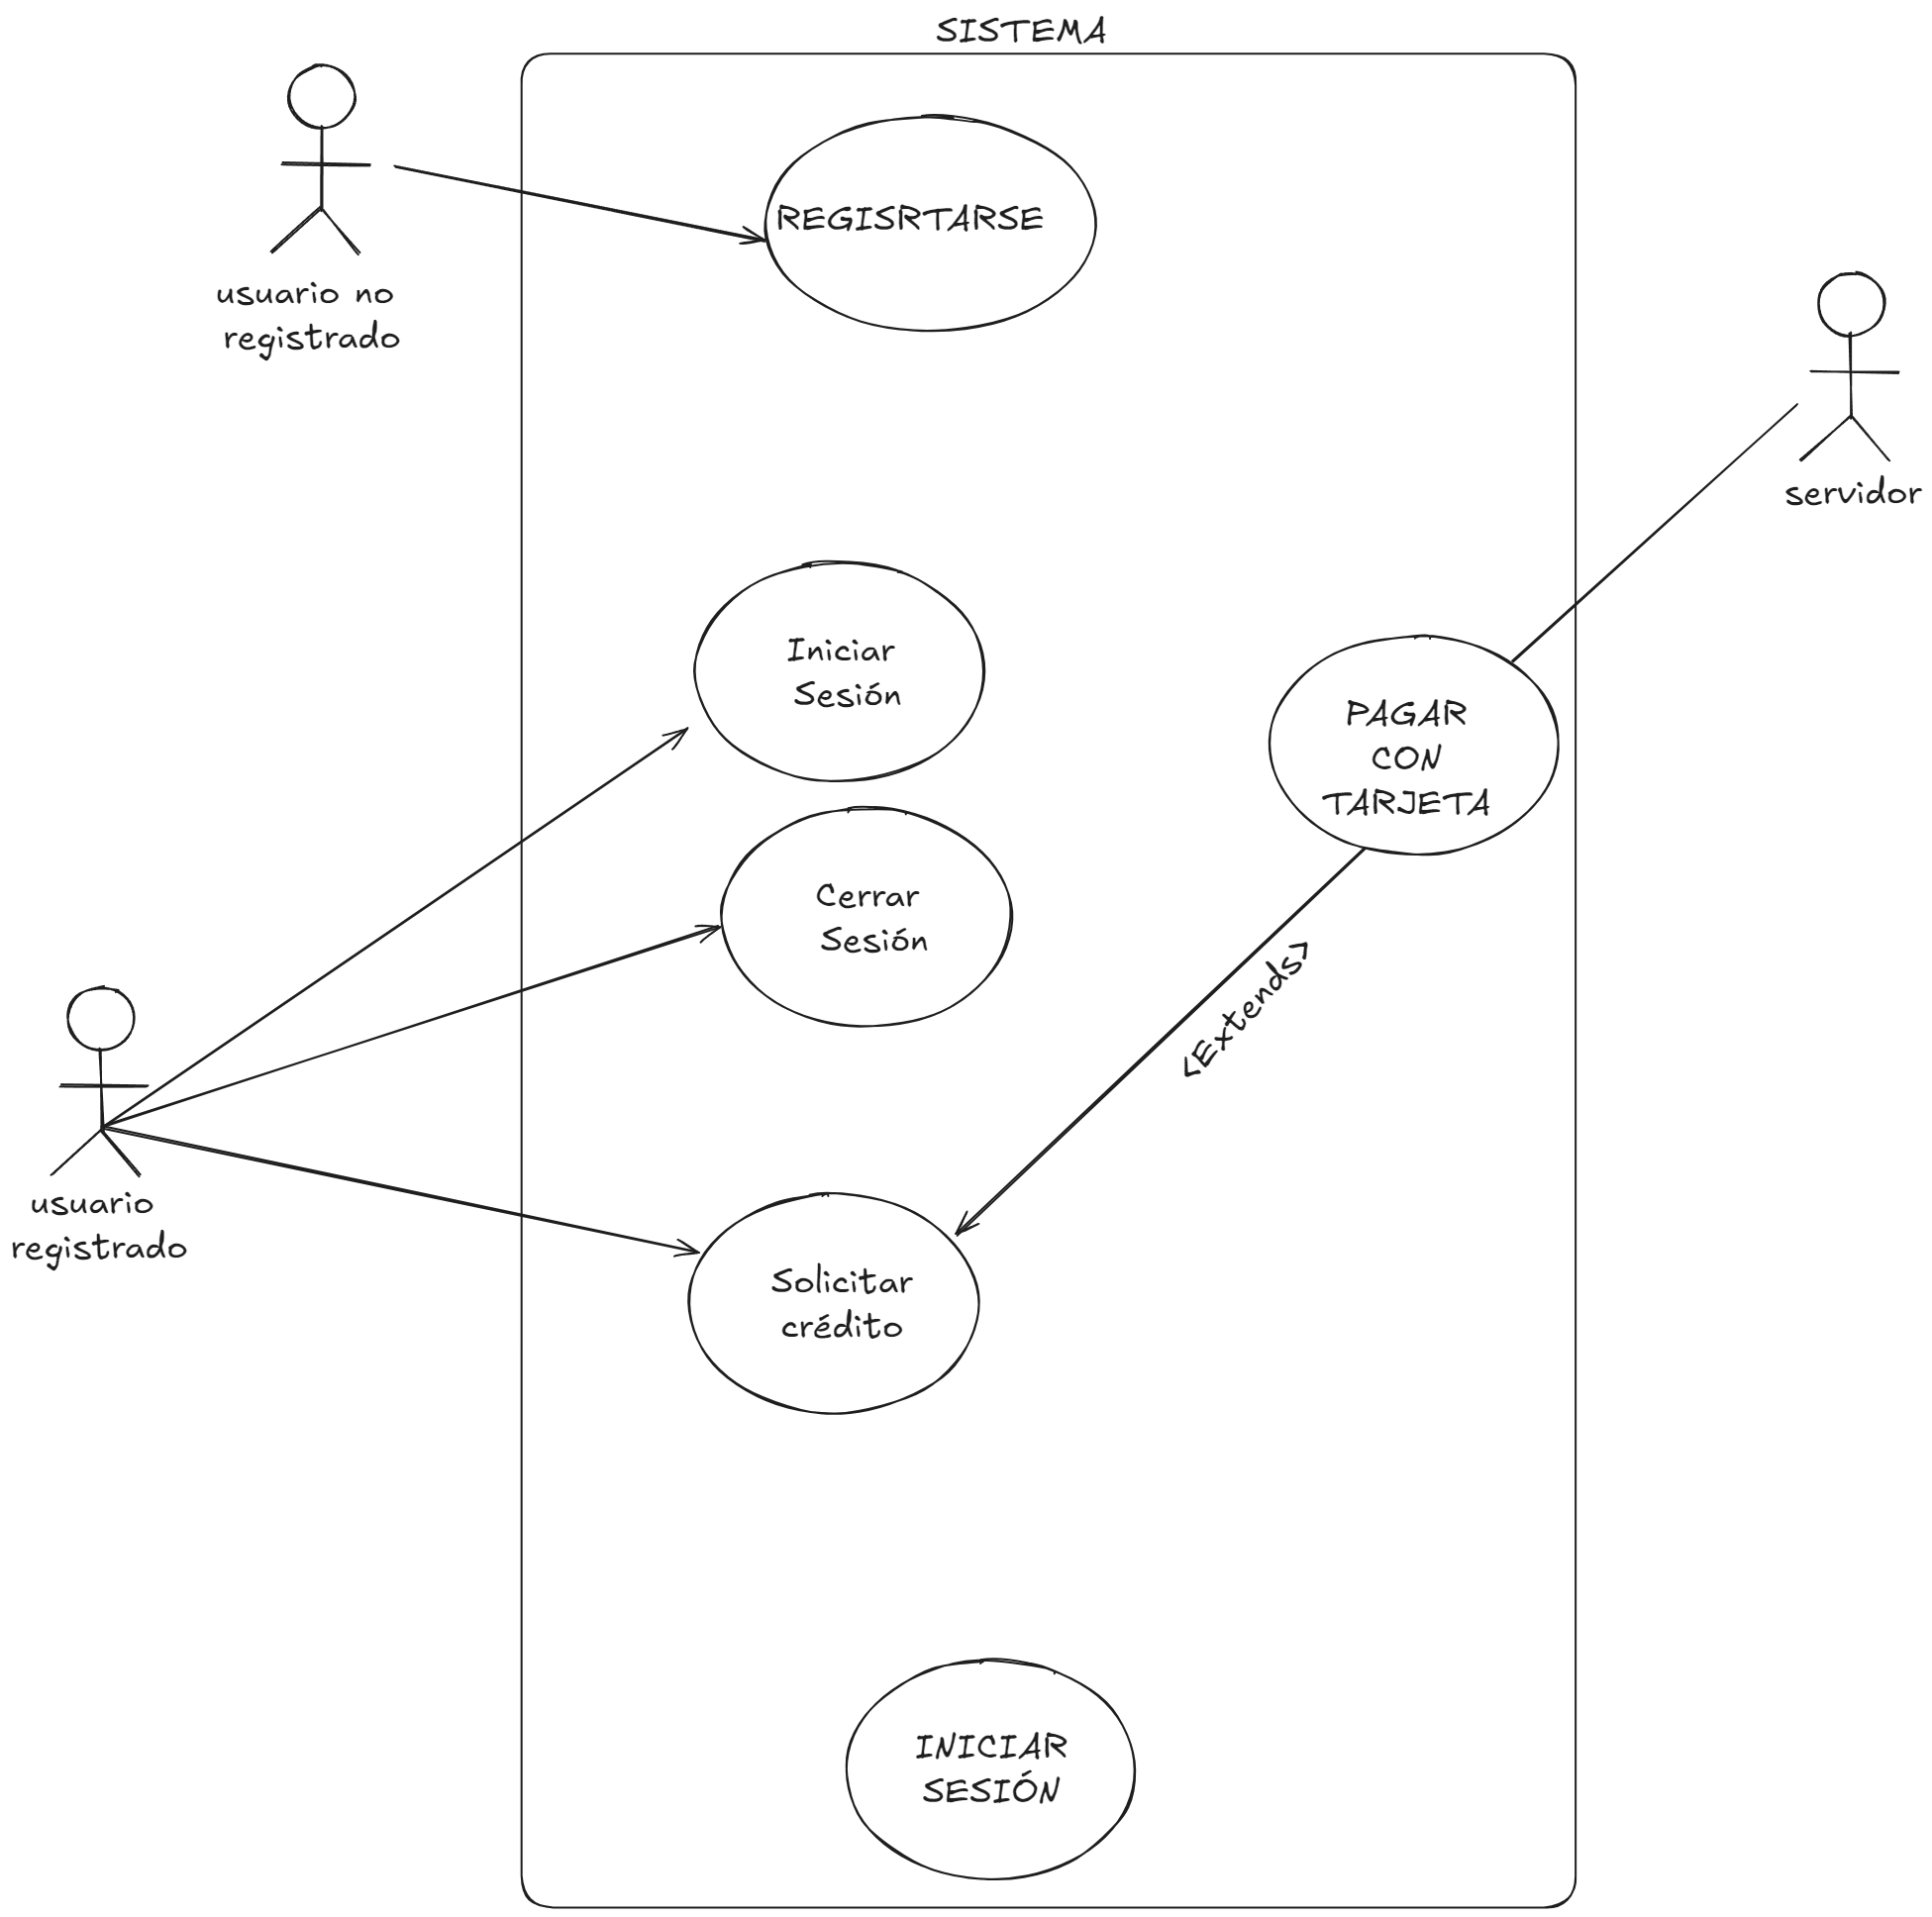 SISTEMA
REGISRTARSE
usuario no
registrado
servidor
Iniciar
Sesión
PAGAR
CON
TARJETA
Cerrar
Sesión
<Extends>
usuario
registrado
Solicitar
crédito
INICIAR
SESIÓN